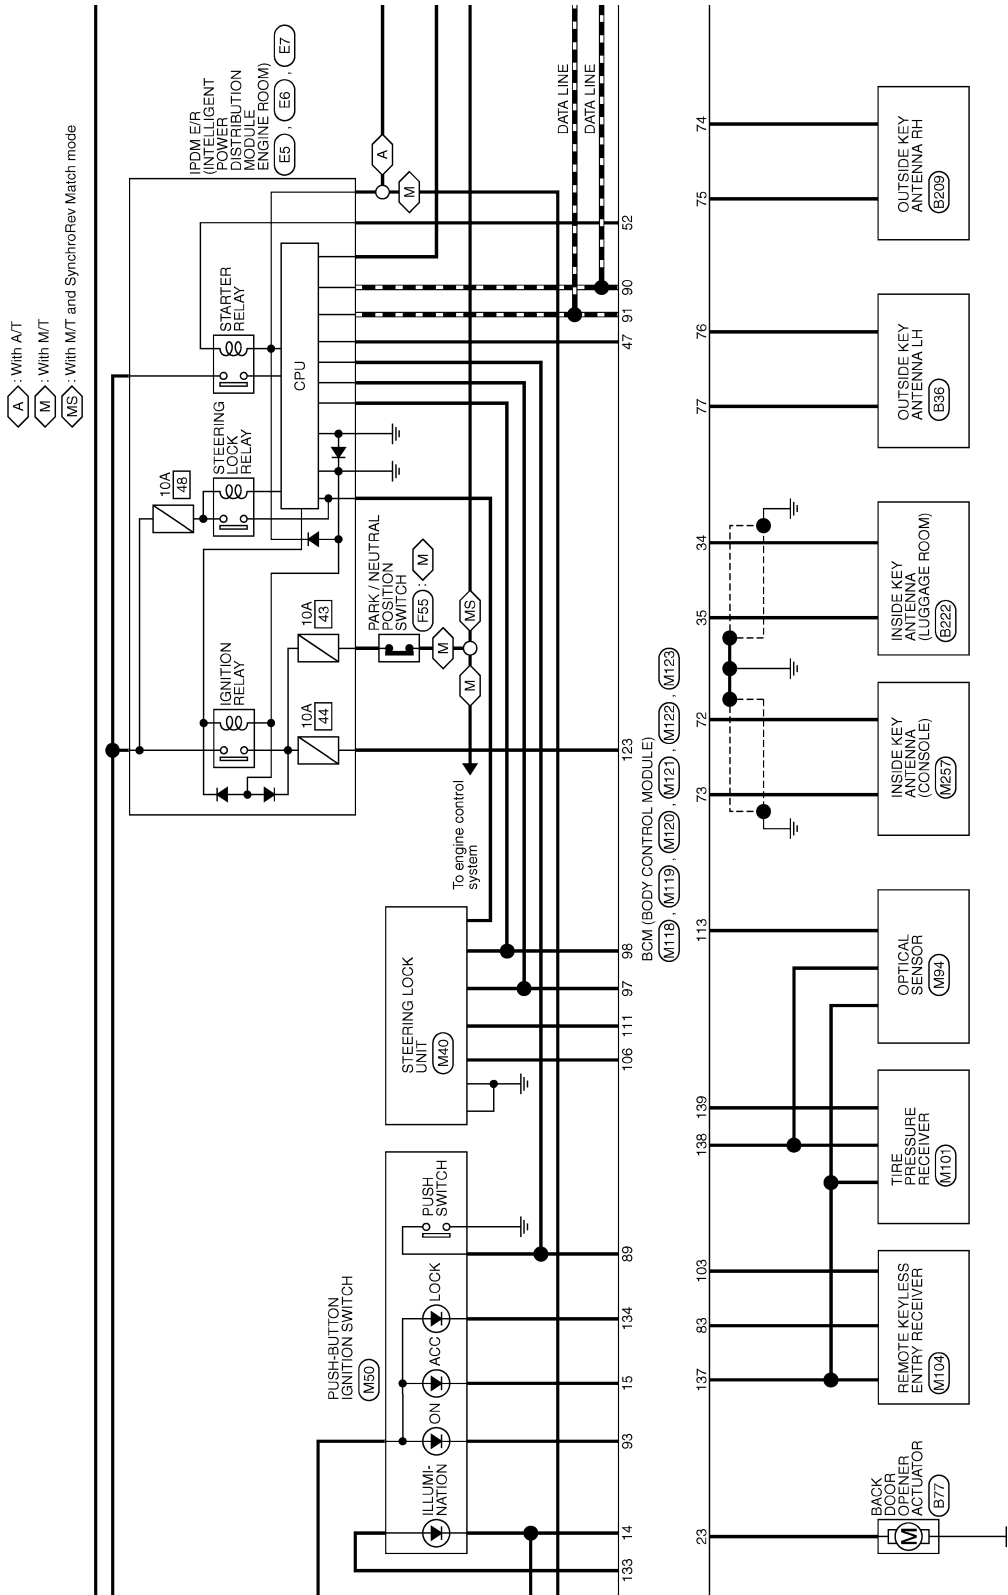 A : With A/T
M : With M/T
MS : With M/T and SynchroRev Match mode
IPDM E/R
(INTELLIGENT
POWER
DISTRIBUTION
MODULE
ENGINE ROOM)
E5 , E6 , E7
IGNITION
RELAY
10A
44
10A
43
10A
48
STEERING
LOCK
RELAY
STARTER
RELAY
CPU
A
M
DATA LINE
DATA LINE
PARK / NEUTRAL
POSITION
SWITCH
F55 : M
M
M
MS
To engine control
system
STEERING LOCK
UNIT
M40
PUSH-BUTTON
IGNITION SWITCH
M50
ILLUMI-
NATION
ON
ACC
LOCK
PUSH
SWITCH
133
14
93
15
134
89
106
111
97
98
123
47
91
90
52
BCM (BODY CONTROL MODULE)
M118 , M119 , M120 , M121 , M122 , M123
23
137
83
103
138
139
113
73
72
35
34
77
76
75
74
BACK
DOOR
OPENER
ACTUATOR
B77
M
REMOTE KEYLESS
ENTRY RECEIVER
M104
TIRE
PRESSURE
RECEIVER
M101
OPTICAL
SENSOR
M94
INSIDE KEY
ANTENNA
(CONSOLE)
M257
INSIDE KEY
ANTENNA
(LUGGAGE ROOM)
B222
OUTSIDE KEY
ANTENNA LH
B36
OUTSIDE KEY
ANTENNA RH
B209